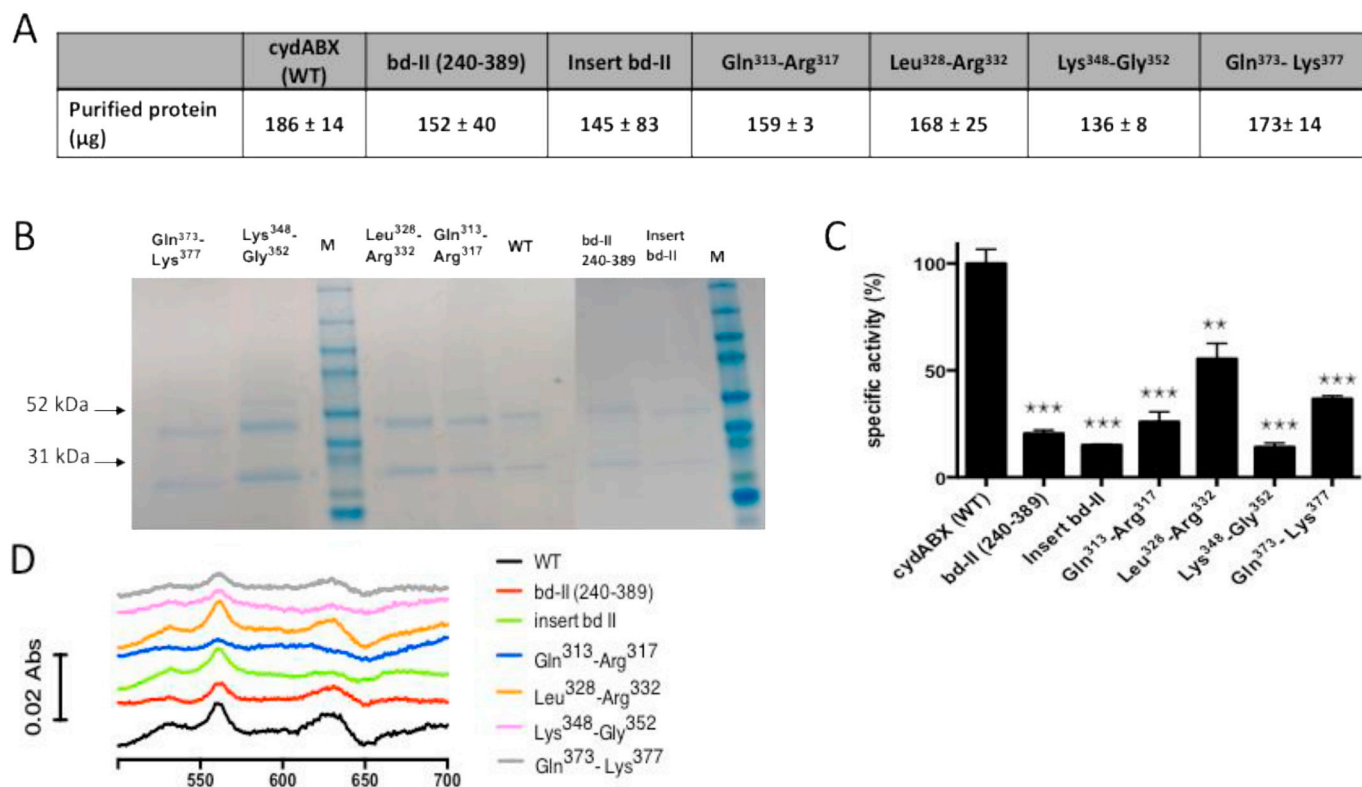 A
cydABX (WT) bd-II (240-389) Insert bd-II Gln³¹³-Arg³¹⁷ Leu³²⁸-Arg³³² Lys³⁴⁸-Gly³⁵² Gln³⁷³- Lys³⁷⁷
Purified protein (µg) 186 ± 14 152 ± 40 145 ± 83 159 ± 3 168 ± 25 136 ± 8 173± 14
B
Gln³⁷³-
Lys³⁷⁷
Lys³⁴⁸-
Gly³⁵²
M
Leu³²⁸-
Arg³³²
Gln³¹³-
Arg³¹⁷
WT
bd-II
240-389
Insert
bd-II
M
52 kDa
31 kDa
C
specific activity (%)
100
50
0
***
***
***
**
***
***
cydABX (WT)
bd-II (240-389)
Insert bd-II
Gln³¹³-Arg³¹⁷
Leu³²⁸-Arg³³²
Lys³⁴⁸-Gly³⁵²
Gln³⁷³- Lys³⁷⁷
D
0.02 Abs
550 600 650 700
WT
bd-II (240-389)
insert bd II
Gln³¹³-Arg³¹⁷
Leu³²⁸-Arg³³²
Lys³⁴⁸-Gly³⁵²
Gln³⁷³- Lys³⁷⁷